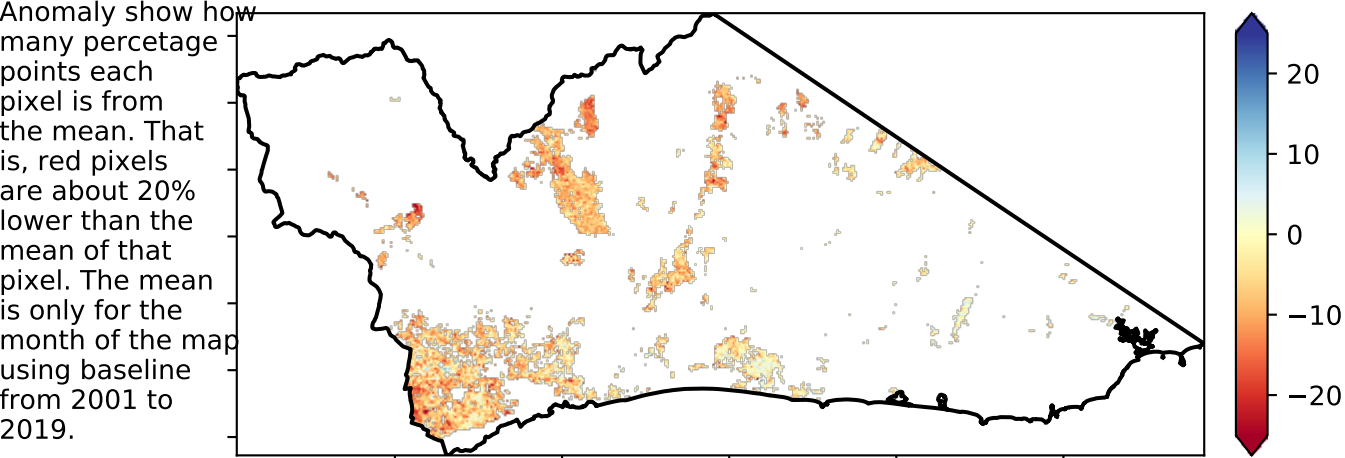 Anomaly show how
many percetage
points each
pixel is from
the mean. That
is, red pixels
are about 20%
lower than the
mean of that
pixel. The mean
is only for the
month of the map
using baseline
from 2001 to
2019.
20
10
0
−10
−20